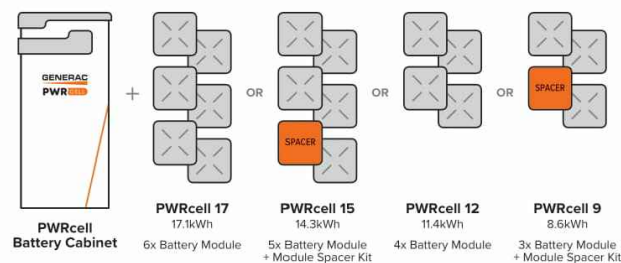 GENERAC
PWRCELL
PWRcell
Battery Cabinet
+
OR
SPACER
OR
OR
SPACER
PWRcell 17
17.1kWh
6x Battery Module
PWRcell 15
14.3kWh
5x Battery Module
+ Module Spacer Kit
PWRcell 12
11.4kWh
4x Battery Module
PWRcell 9
8.6kWh
3x Battery Module
+ Module Spacer Kit